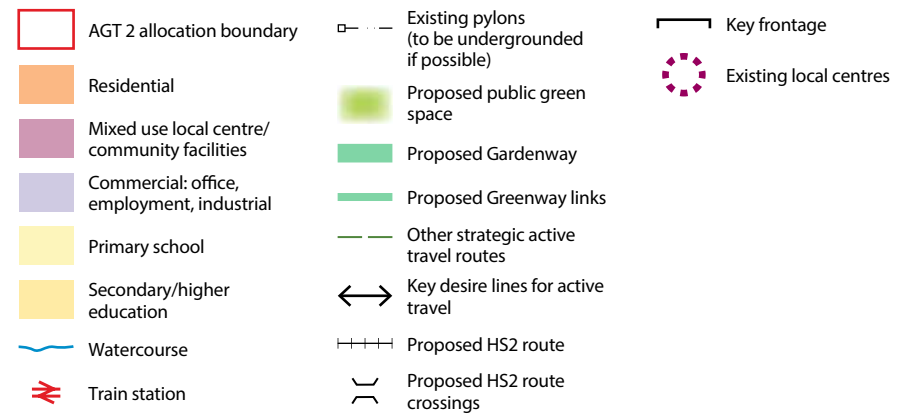 AGT 2 allocation boundary
Residential
Mixed use local centre/
community facilities
Commercial: office,
employment, industrial
Primary school
Secondary/higher
education
Watercourse
Train station
Existing pylons
(to be undergrounded
if possible)
Proposed public green
space
Proposed Gardenway
Proposed Greenway links
Other strategic active
travel routes
Key desire lines for active
travel
Proposed HS2 route
Proposed HS2 route
crossings
Key frontage
Existing local centres